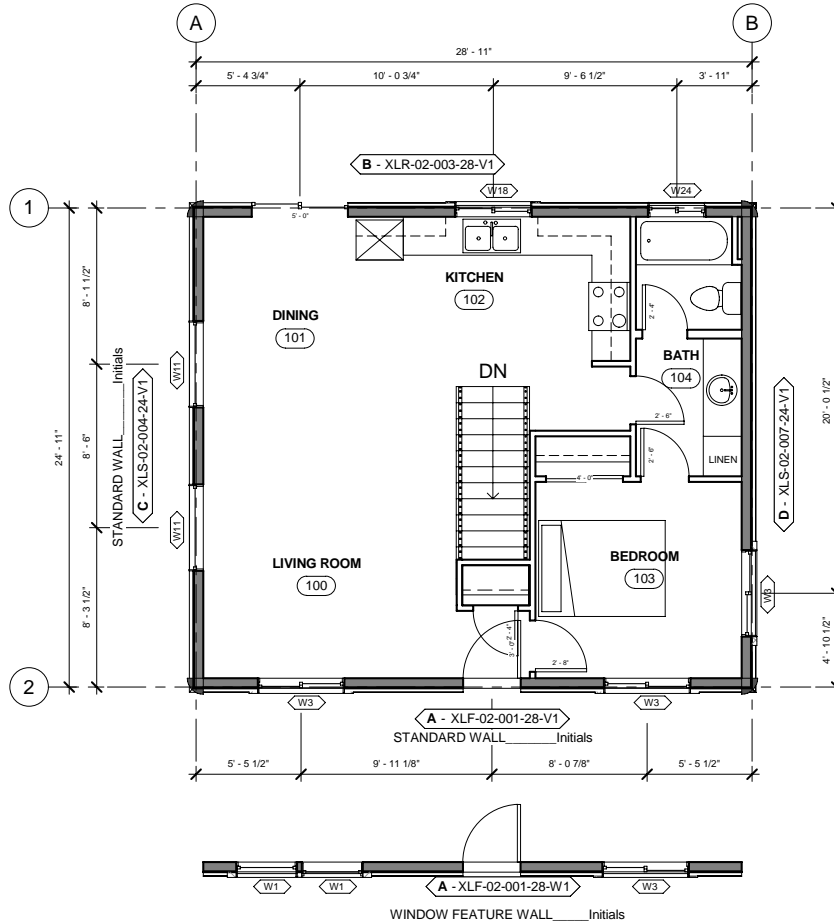 A
B
28' - 11"
5' - 4 3/4"
10' - 0 3/4"
9' - 6 1/2"
3' - 11"
B - XLR-02-003-28-V1
W18
W24
1
5' - 0"
KITCHEN
102
DINING
101
2' - 4"
BATH
104
DN
8' - 1 1/2"
W11
24' - 11"
8' - 6"
STANDARD WALL_______Initials
C - XLS-02-004-24-V1
W11
8' - 3 1/2"
2' - 6"
2' - 6"
LINEN
4' - 0"
D - XLS-02-007-24-V1
20' - 0 1/2"
LIVING ROOM
100
BEDROOM
103
W3
4' - 10 1/2"
2' - 4"
3' - 0"
2' - 8"
2
W3
W3
A - XLF-02-001-28-V1
STANDARD WALL_______Initials
5' - 5 1/2"
9' - 11 1/8"
8' - 0 7/8"
5' - 5 1/2"
W1
W1
A - XLF-02-001-28-W1
W3
WINDOW FEATURE WALL_____Initials